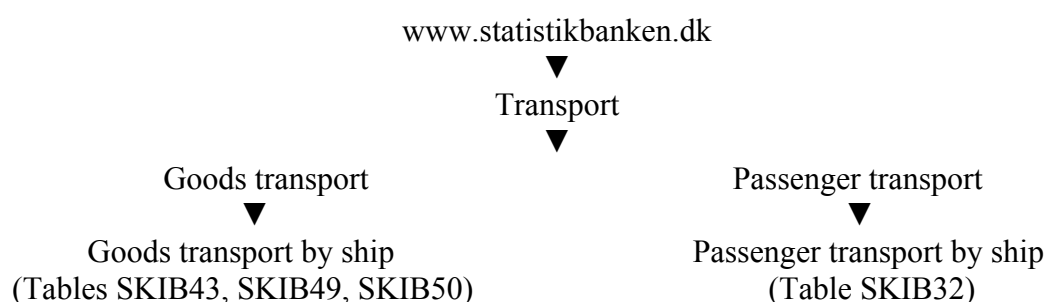 www.statistikbanken.dk
▼
Transport
▼
Goods transport
▼
Goods transport by ship
(Tables SKIB43, SKIB49, SKIB50)
Passenger transport
▼
Passenger transport by ship
(Table SKIB32)